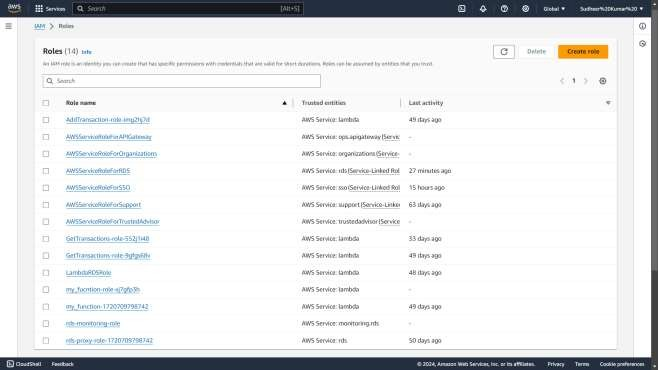 aws Services Search [Alt+S] Global ▼ Sudheer%20Kumar%20 ▼
IAM > Roles
Roles (14) Info Delete Create role
An IAM role is an identity you can create that has specific permissions with credentials that are valid for short durations. Roles can be assumed by entities that you trust.
Search 1
Role name Trusted entities Last activity
AddTransaction-role-img2hj7d AWS Service: lambda 49 days ago
AWSServiceRoleForAPIGateway AWS Service: ops.apigateway (Servic -
AWSServiceRoleForOrganizations AWS Service: organizations (Service- -
AWSServiceRoleForRDS AWS Service: rds (Service-Linked Rol 27 minutes ago
AWSServiceRoleForSSO AWS Service: sso (Service-Linked Rol 15 hours ago
AWSServiceRoleForSupport AWS Service: support (Service-Linke 63 days ago
AWSServiceRoleForTrustedAdvisor AWS Service: trustedadvisor (Service -
GetTransactions-role-552j1i40 AWS Service: lambda 33 days ago
GetTransactions-role-9gfgs68v AWS Service: lambda 49 days ago
LambdaRDSRole AWS Service: lambda 48 days ago
my_fucntion-role-xj7gfp3h AWS Service: lambda -
my_function-1720709798742 AWS Service: lambda 49 days ago
rds-monitoring-role AWS Service: monitoring.rds -
rds-proxy-role-1720709798742 AWS Service: rds 50 days ago
CloudShell Feedback © 2024, Amazon Web Services, Inc. or its affiliates. Privacy Terms Cookie preferences